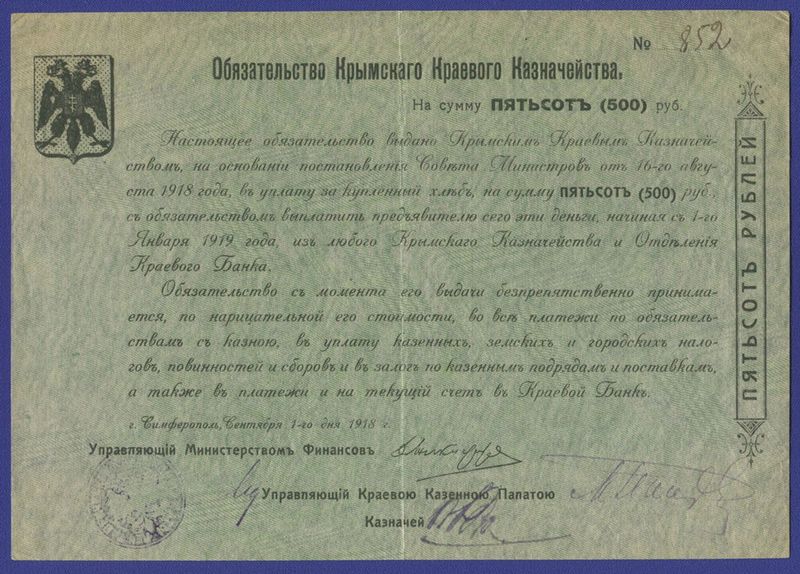 № 852
Обязательство Крымскаго Краевого Казначейства.
На сумму ПЯТЬСОТЪ (500) руб.
Настоящее обязательство выдано Крымскимъ Краевымъ Казначей-
ствомъ, на основаніи постановленія Совѣта Министровъ отъ 16-го авгу-
ста 1918 года, въ уплату за купленный хлѣбъ, на сумму ПЯТЬСОТЪ (500) руб.,
съ обязательствомъ выплатить предъявителю сего эти деньги, начиная съ 1-го
Января 1919 года, изъ любого Крымскаго Казначейства и Отдѣленія
Краевого Банка.
Обязательство съ момента его выдачи безпрепятственно принима-
ется, по нарицательной его стоимости, во всѣ платежи по обязатель-
ствамъ съ казною, въ уплату казенныхъ, земскихъ и городскихъ нало-
говъ, повинностей и сборовъ и въ залогъ по казеннымъ подрядамъ и поставкамъ,
а также въ платежи и на текущій счетъ въ Краевой Банкъ.
г. Симферополь, Сентября 1-го дня 1918 г.
Управляющій Министерствомъ Финансовъ
Управляющій Краевою Казенною Палатою
Казначей
ПЯТЬСОТЪ РУБЛЕЙ